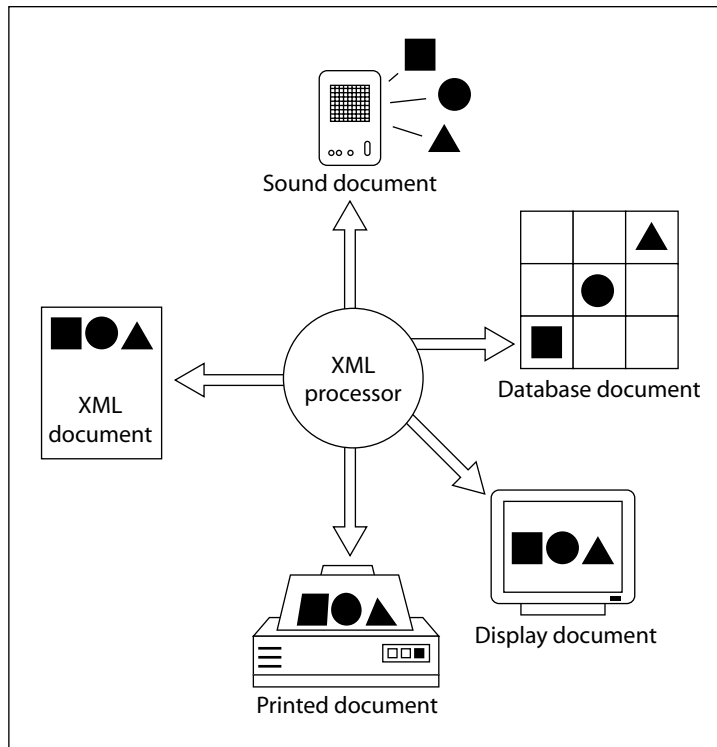 Sound document
XML
processor
Database document
XML
document
Display document
Printed document